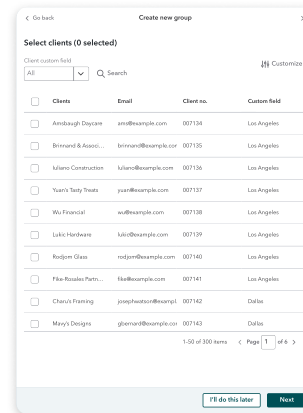 Go back
Create new group
Select clients (0 selected)
Client custom field
All
Search
Customize
Clients Email Client no. Custom field
Amsbaugh Daycare ams@example.com 007134 Los Angeles
Brinnand & Associ... brinnand@example.cor 007135 Los Angeles
Iuliano Construction Iuliano@example.com 007136 Los Angeles
Yuan's Tasty Treats yuan@example.com 007137 Los Angeles
Wu Financial wu@example.com 007138 Los Angeles
Lukic Hardware lukic@example.com 007139 Los Angeles
Rodjom Glass rodjom@example.com 007140 Los Angeles
Fike-Rosales Partn... fike@example.com 007141 Los Angeles
Charu's Framing josephwatson@exampl. 007142 Dallas
Mavy's Designs gbernard@example.cor 007143 Dallas
1-50 of 300 items Page 1 of 6
I'll do this later
Next